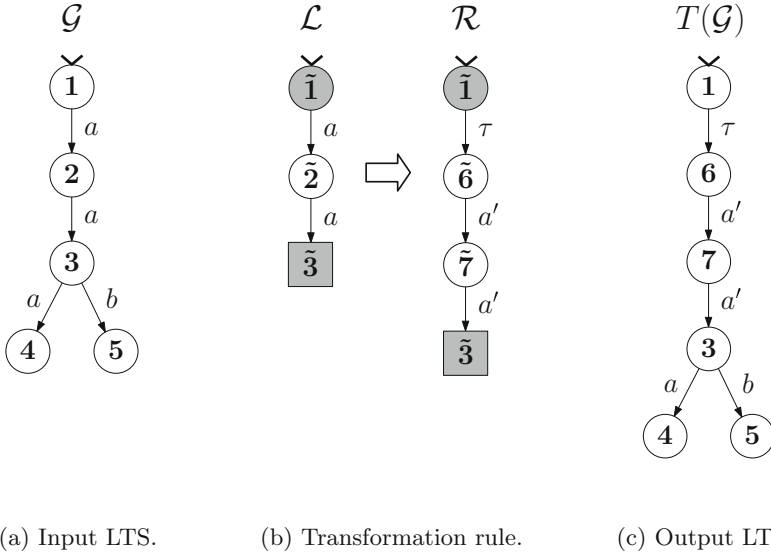 𝒢 ℒ ℛ T(𝒢)
1 1̃ 1̃ 1
a a τ τ
2 2̃ 6̃ 6
a a a′ a′
3 3̃ 7̃ 7
a b a′ a′
4 5 3̃ 3
a b
4 5
(a) Input LTS. (b) Transformation rule. (c) Output LT